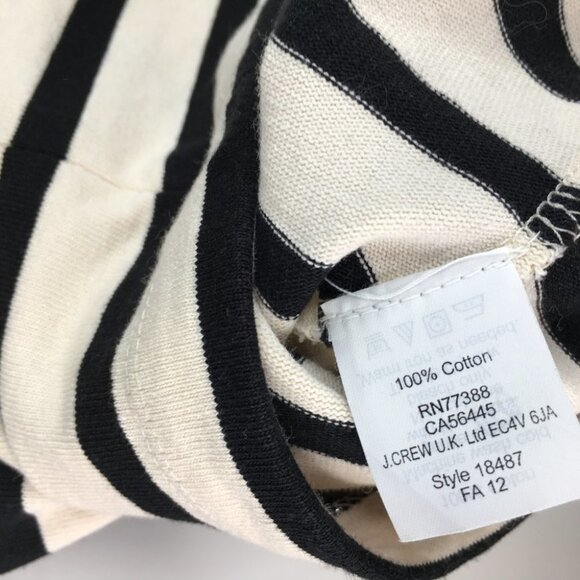 100% Cotton
RN77388
CA56445
J.CREW U.K. Ltd EC4V 6JA
Style 18487
FA 12